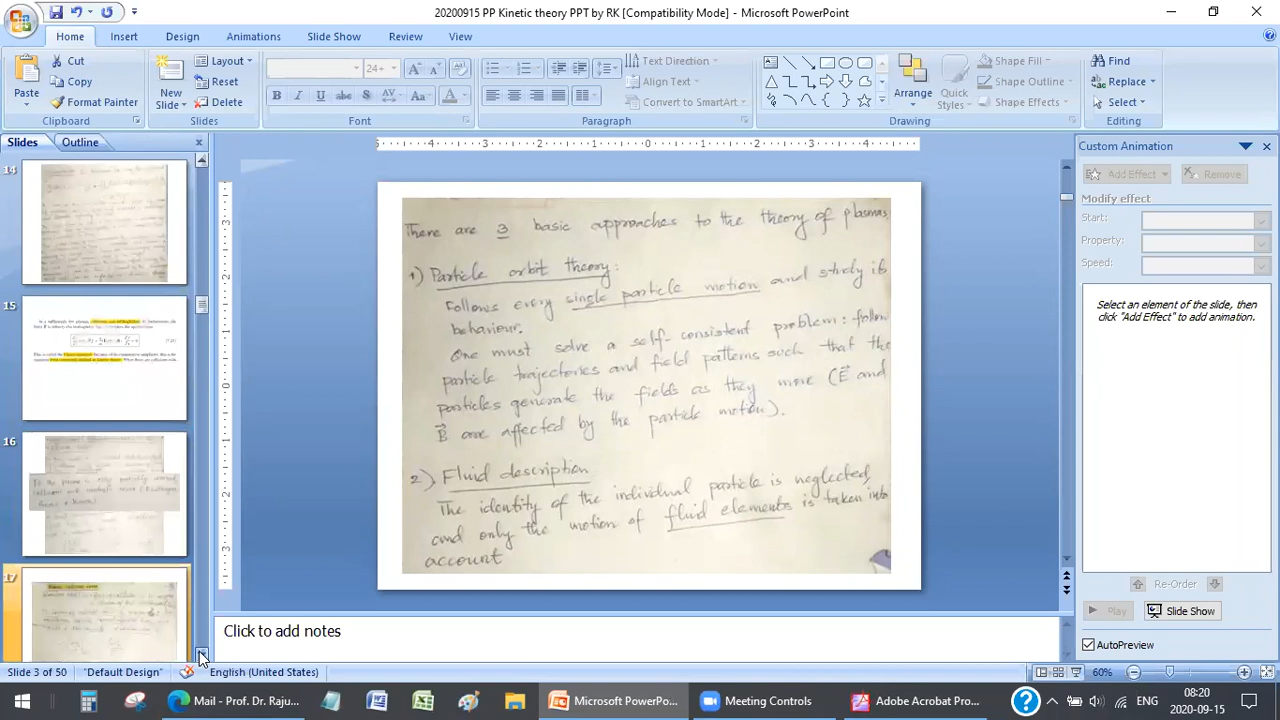 20200915 PP Kinetic theory PPT by RK [Compatibility Mode] - Microsoft PowerPoint
Home Insert Design Animations Slide Show Review View
Paste
Cut
Copy
Format Painter
Clipboard
New Slide
Layout
Reset
Delete
Slides
24
B I U abc S AV Aa A
Font
Text Direction
Align Text
Convert to SmartArt
Paragraph
Arrange
Quick Styles
Shape Fill
Shape Outline
Shape Effects
Drawing
Find
Replace
Select
Editing
Slides Outline
14
15
16
17
There are 3 basic approaches to the theory of plasmas
1) Particle orbit theory:
Follows every single particle motion and study it
behaviour.
One must solve a self-consistent problem: follow
particle trajectories and field patterns such that the
particles generate the fields as they move (E and
B are affected by the particle motion).
2) Fluid description
The identity of the individual particle is neglected,
and only the motion of fluid elements is taken into
account
Click to add notes
Custom Animation
Add Effect Remove
Modify effect
Start:
Property:
Speed:
Select an element of the slide, then
click "Add Effect" to add animation.
Re-Order
Play Slide Show
AutoPreview
Slide 3 of 50 "Default Design" English (United States) 60%
Mail - Prof. Dr. Raju... Microsoft PowerPo... Meeting Controls Adobe Acrobat Pro... ENG
08:20
2020-09-15